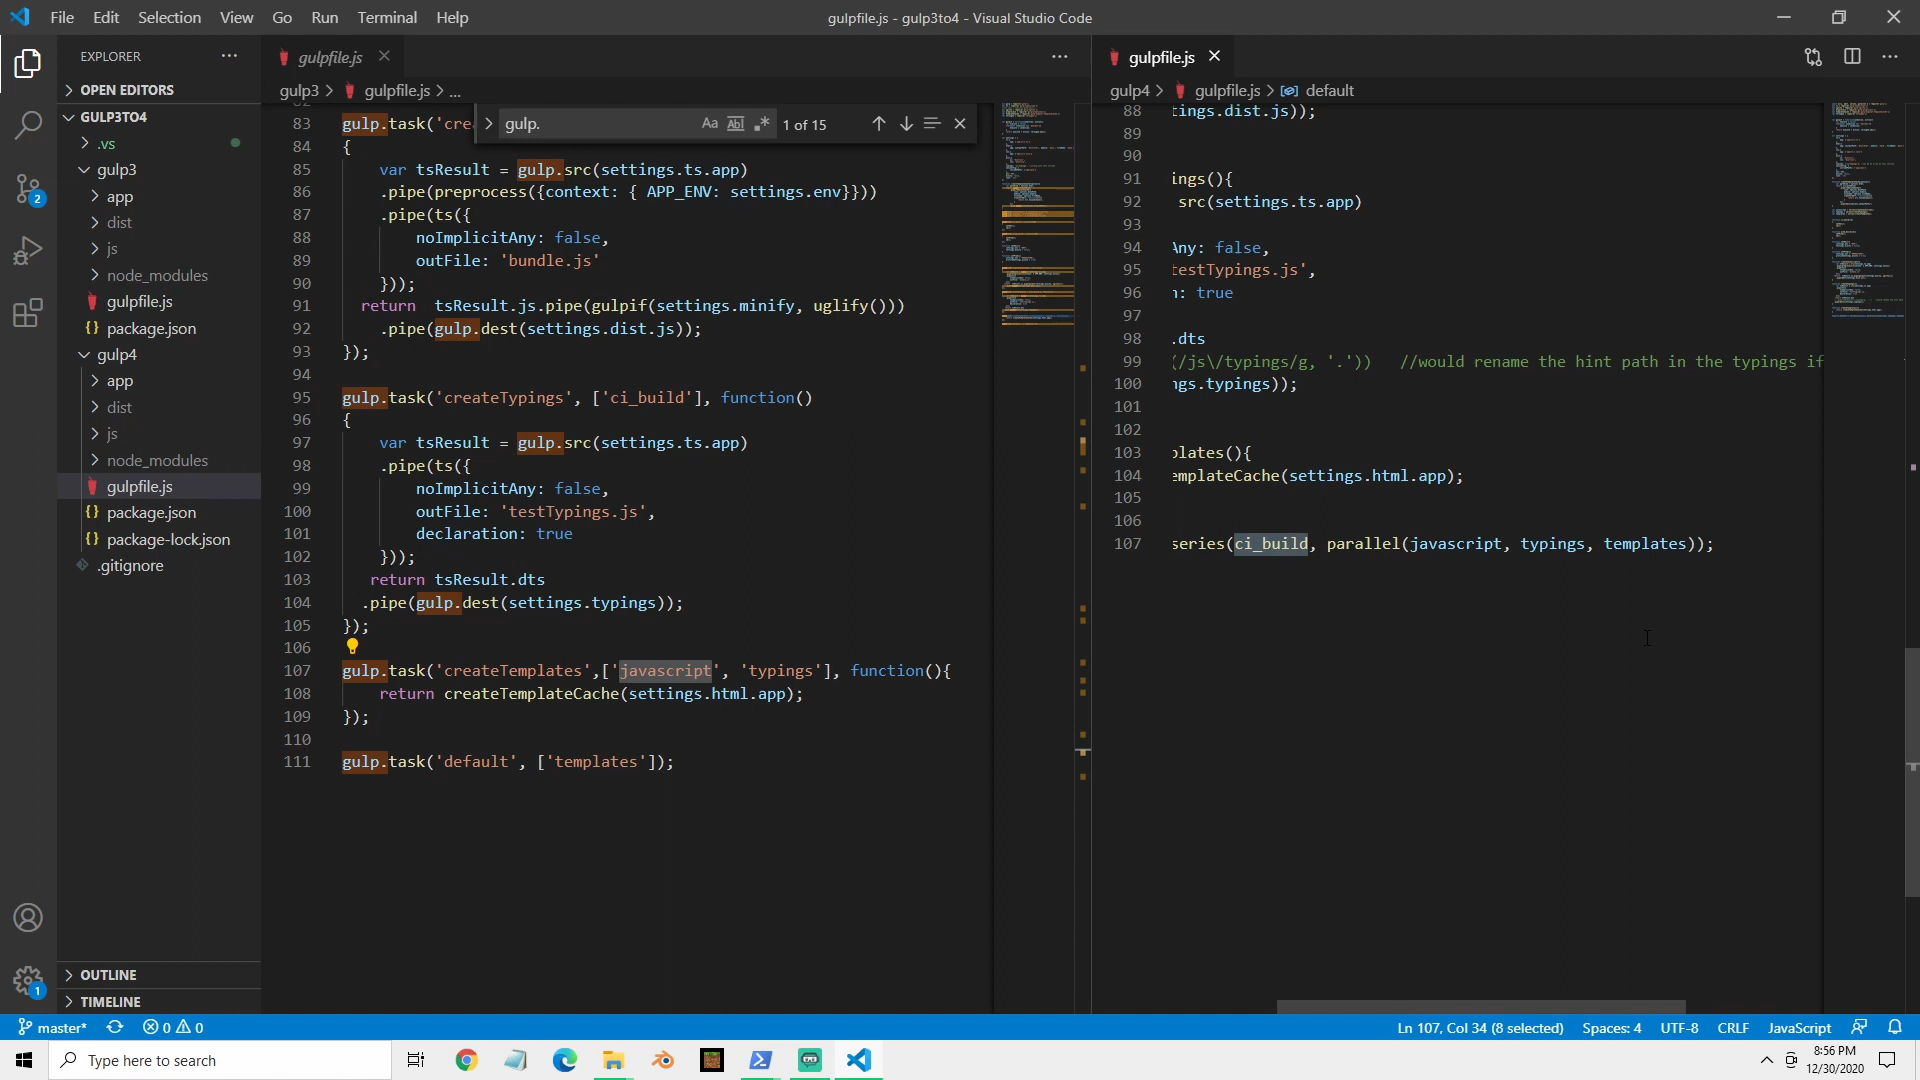 File Edit Selection View Go Run Terminal Help
gulpfile.js - gulp3to4 - Visual Studio Code
EXPLORER
OPEN EDITORS
GULP3TO4
.vs
gulp3
app
dist
js
node_modules
gulpfile.js
package.json
gulp4
app
dist
js
node_modules
gulpfile.js
package.json
package-lock.json
.gitignore
OUTLINE
TIMELINE
2
1
gulpfile.js
gulp3 > gulpfile.js > ...
gulp. Aa Abl .* 1 of 15
83 gulp.task('cre
84 {
85 var tsResult = gulp.src(settings.ts.app)
86 .pipe(preprocess({context: { APP_ENV: settings.env}}))
87 .pipe(ts({
88 noImplicitAny: false,
89 outFile: 'bundle.js'
90 }));
91 return  tsResult.js.pipe(gulpif(settings.minify, uglify()))
92 .pipe(gulp.dest(settings.dist.js));
93 });
94
95 gulp.task('createTypings', ['ci_build'], function()
96 {
97 var tsResult = gulp.src(settings.ts.app)
98 .pipe(ts({
99 noImplicitAny: false,
100 outFile: 'testTypings.js',
101 declaration: true
102 }));
103 return tsResult.dts
104 .pipe(gulp.dest(settings.typings));
105 });
106
107 gulp.task('createTemplates',['javascript', 'typings'], function(){
108 return createTemplateCache(settings.html.app);
109 });
110
111 gulp.task('default', ['templates']);
gulpfile.js
gulp4 > gulpfile.js > default
88 tings.dist.js));
89
90
91 ings(){
92 src(settings.ts.app)
93
94 Any: false,
95 testTypings.js',
96 n: true
97
98 .dts
99 (/js\/typings/g, '.')) //would rename the hint path in the typings if
100 ngs.typings));
101
102
103 plates(){
104 emplateCache(settings.html.app);
105
106
107 series(ci_build, parallel(javascript, typings, templates));
master* 0 0
Ln 107, Col 34 (8 selected) Spaces: 4 UTF-8 CRLF JavaScript
Type here to search
8:56 PM
12/30/2020